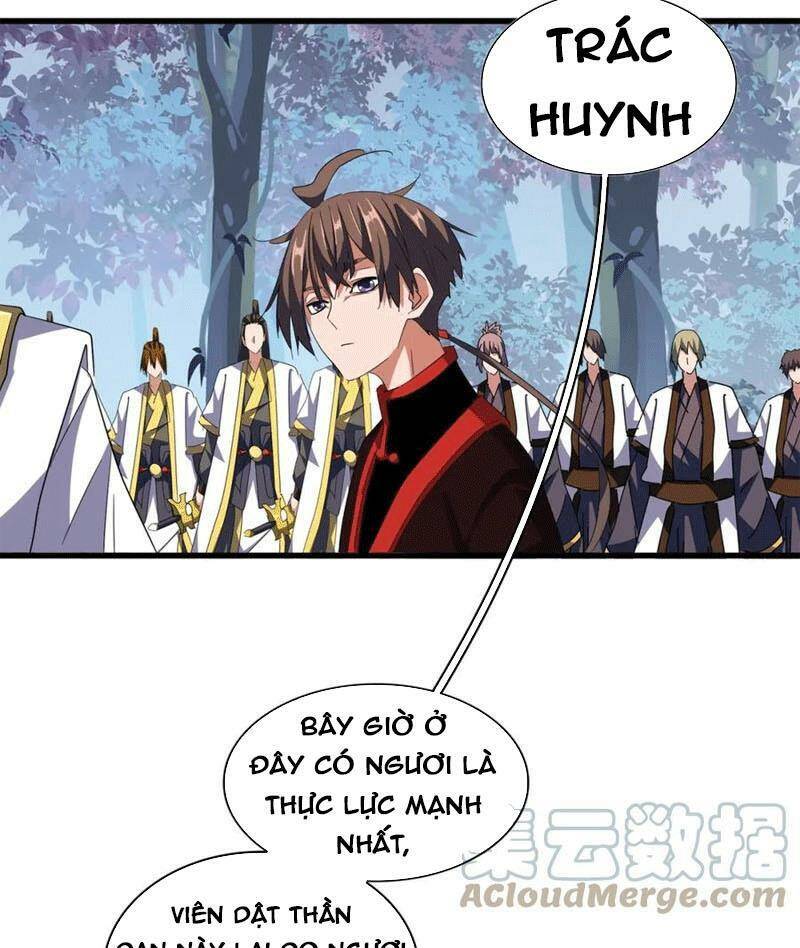 TRÁC
HUYNH
BÂY GIỜ Ở
ĐÂY CÓ NGƯƠI LÀ
THỰC LỰC MẠNH
NHẤT,
集云数据
ACloudMerge.com
VIÊN DẬT THẦN